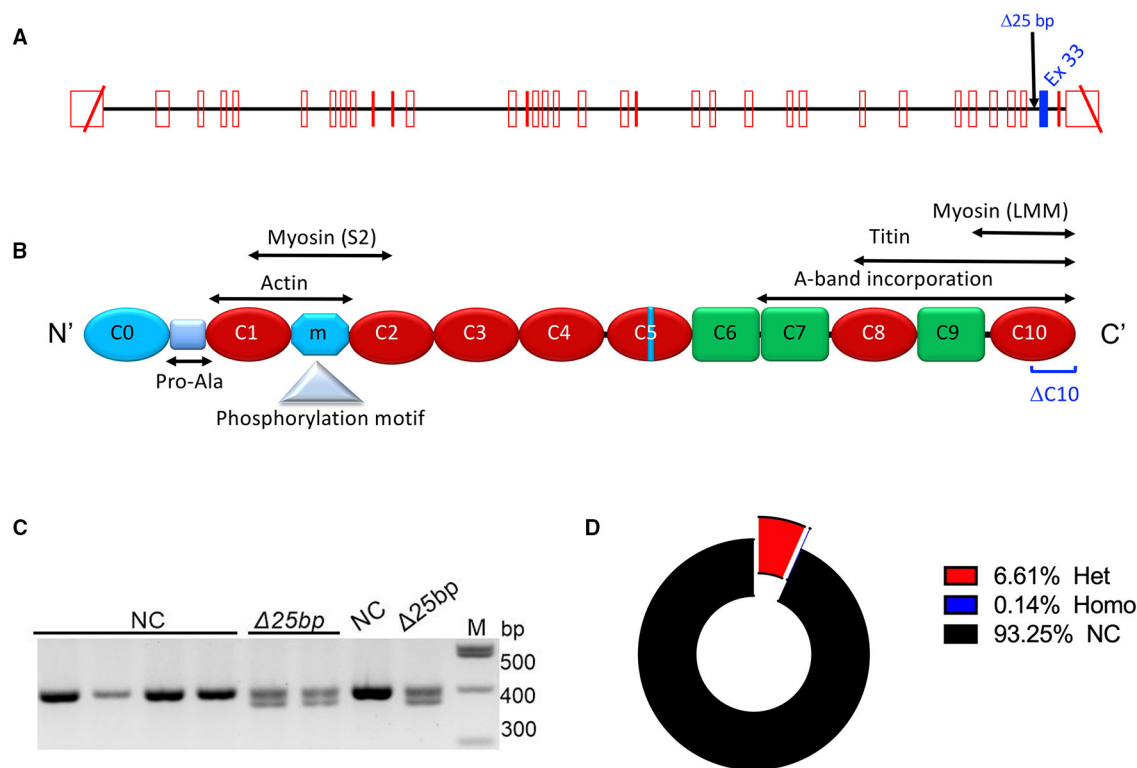 A
Δ25 bp
Ex 33
B
Myosin (LMM)
Myosin (S2)
Titin
Actin
A-band incorporation
N’ C0 C1 m C2 C3 C4 C5 C6 C7 C8 C9 C10 C’
Pro-Ala
ΔC10
Phosphorylation motif
C
D
NC Δ25bp NC Δ25bp M bp
500
400
300
6.61% Het
0.14% Homo
93.25% NC